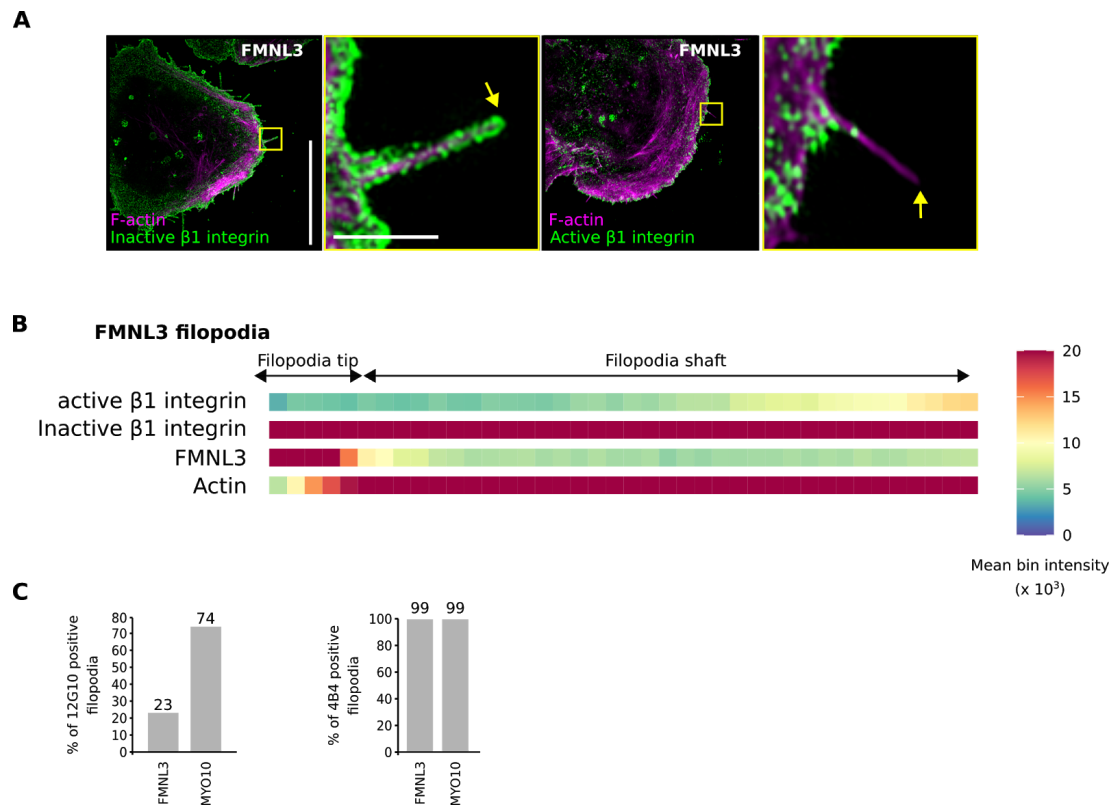 A
FMNL3
F-actin
Inactive β1 integrin
FMNL3
F-actin
Active β1 integrin
B
FMNL3 filopodia
Filopodia tip
Filopodia shaft
active β1 integrin
Inactive β1 integrin
FMNL3
Actin
20
15
10
5
0
Mean bin intensity
(x 10³)
C
% of 12G10 positive
filopodia
80
70
60
50
40
30
20
10
0
23
74
FMNL3
MYO10
% of 4B4 positive
filopodia
100
80
60
40
20
0
99
99
FMNL3
MYO10